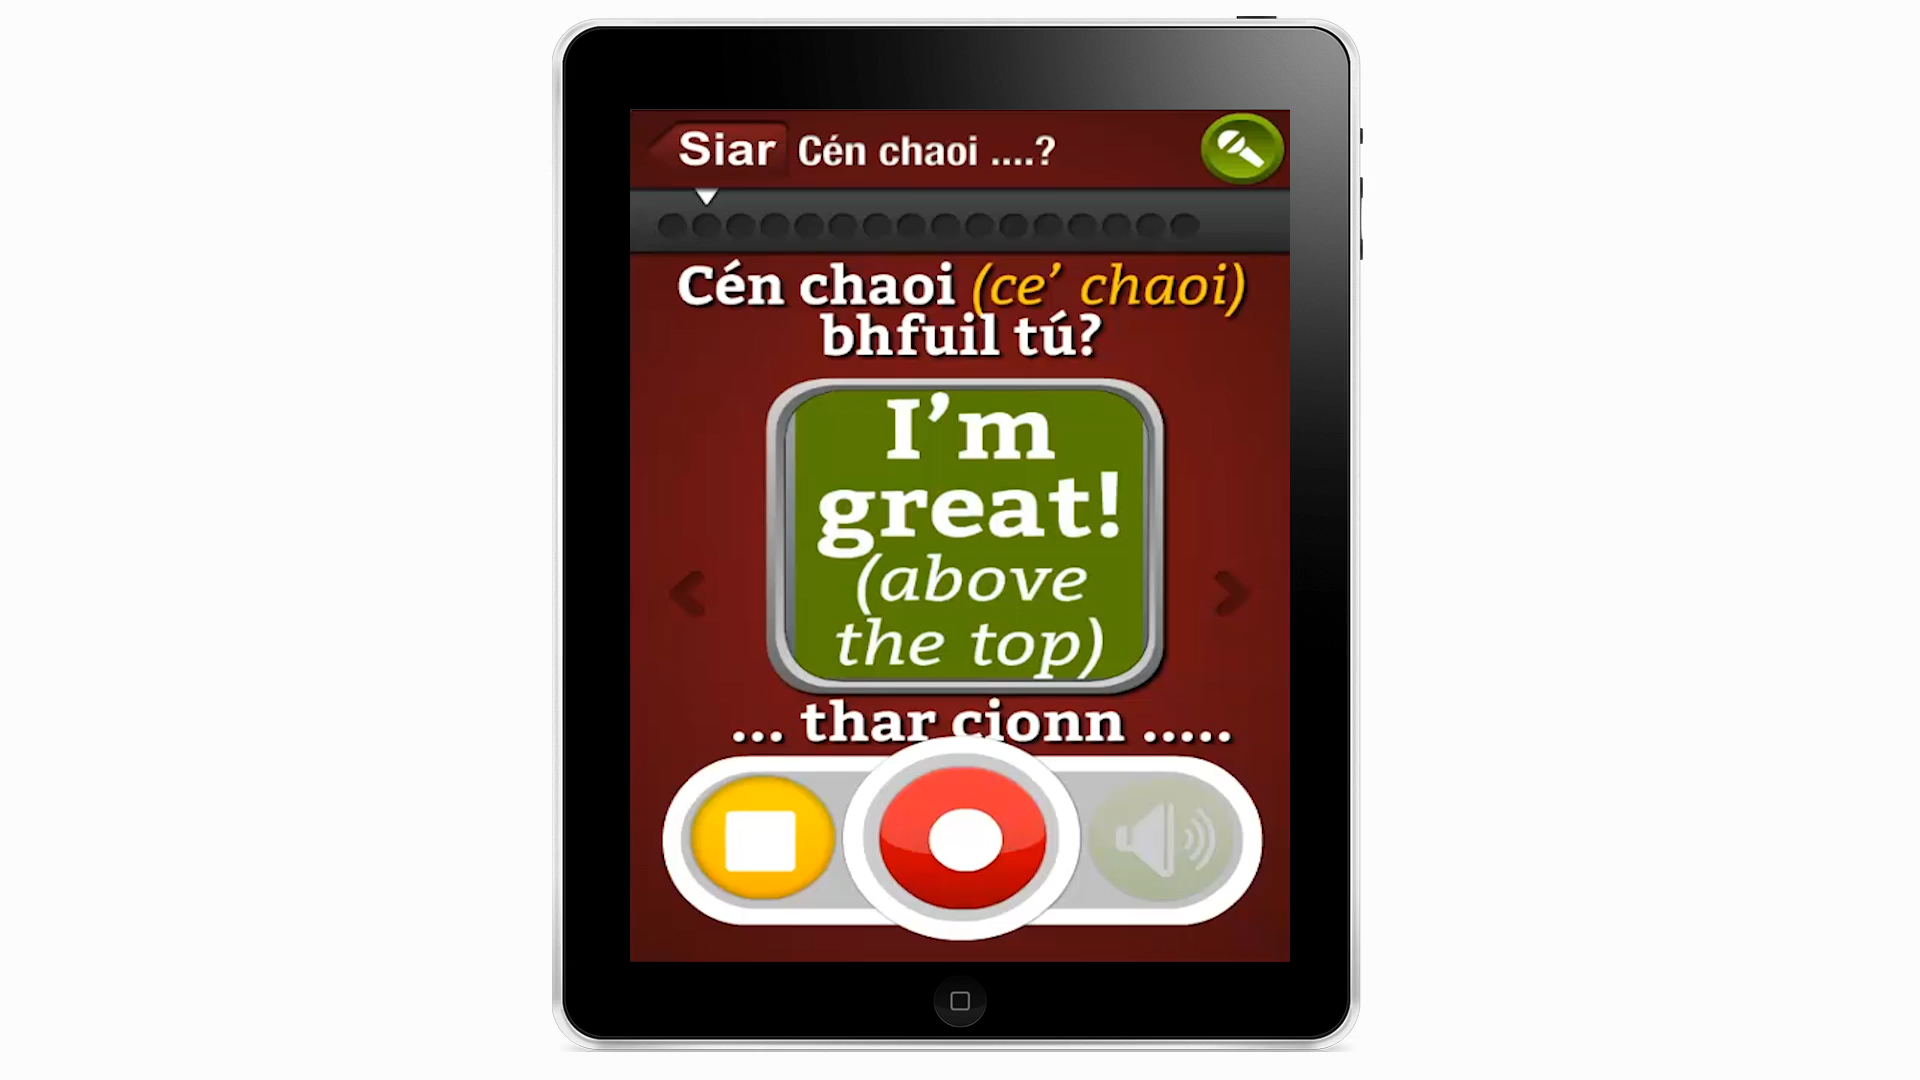 Siar Cén chaoi ....?
Cén chaoi (ce’ chaoi)
bhfuil tú?
I’m
great!
(above
the top)
... thar cionn .....